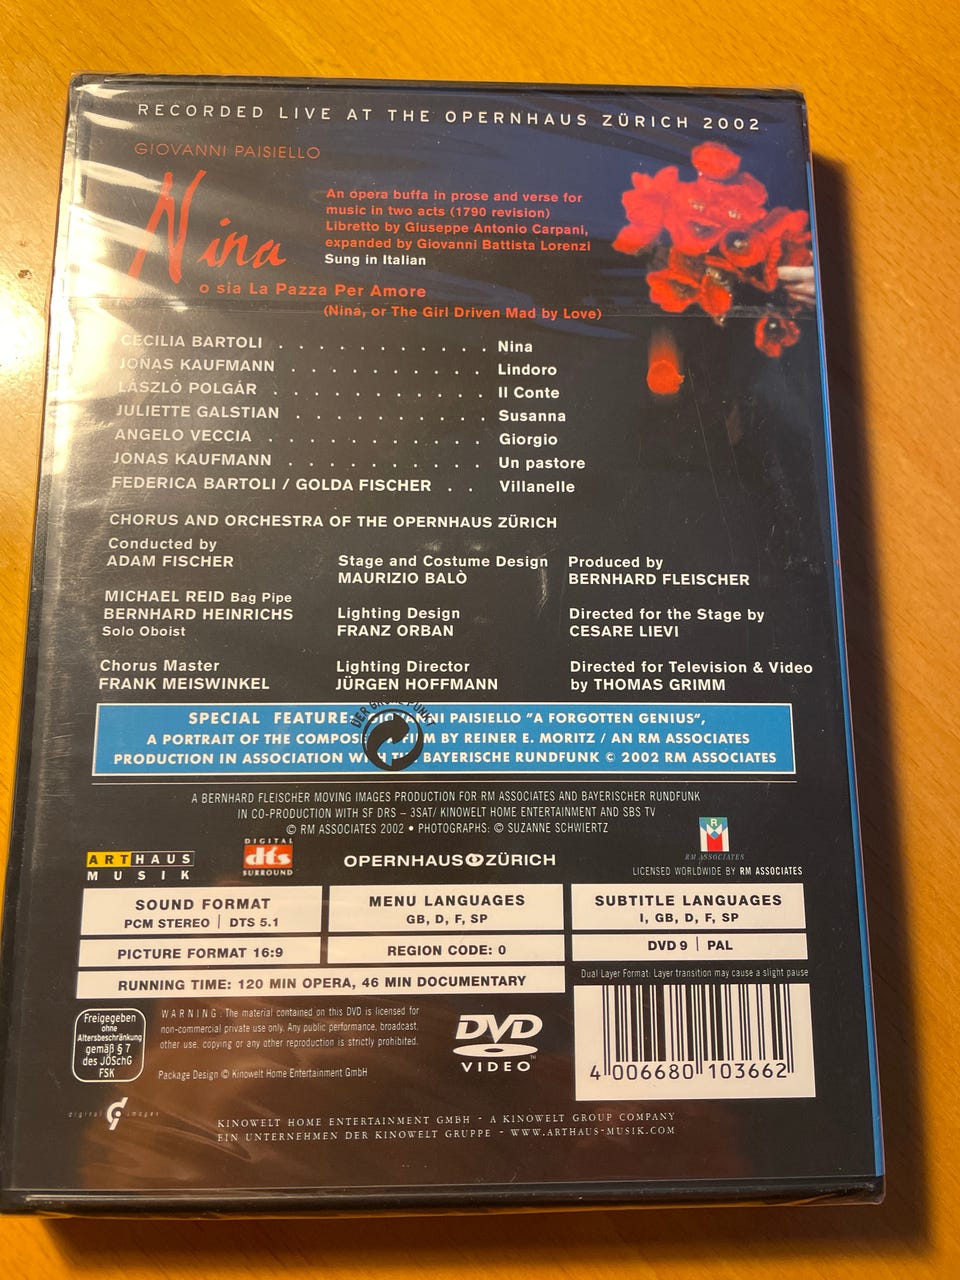 RECORDED LIVE AT THE OPERNHAUS ZÜRICH 2002
GIOVANNI PAISIELLO
Nina
An opera buffa in prose and verse for
music in two acts (1790 revision)
Libretto by Giuseppe Antonio Carpani,
expanded by Giovanni Battista Lorenzi
Sung in Italian
o sia La Pazza Per Amore
(Nina, or The Girl Driven Mad by Love)
CECILIA BARTOLI . . . . . . . . . . . Nina
JONAS KAUFMANN . . . . . . . . . . Lindoro
LÁSZLÓ POLGÁR . . . . . . . . . . . Il Conte
JULIETTE GALSTIAN . . . . . . . . . . Susanna
ANGELO VECCIA . . . . . . . . . . . Giorgio
JONAS KAUFMANN . . . . . . . . . . Un pastore
FEDERICA BARTOLI / GOLDA FISCHER . . Villanelle
CHORUS AND ORCHESTRA OF THE OPERNHAUS ZÜRICH
Conducted by
ADAM FISCHER
MICHAEL REID Bag Pipe
BERNHARD HEINRICHS
Solo Oboist
Chorus Master
FRANK MEISWINKEL
Stage and Costume Design
MAURIZIO BALÒ
Lighting Design
FRANZ ORBAN
Lighting Director
JÜRGEN HOFFMANN
Produced by
BERNHARD FLEISCHER
Directed for the Stage by
CESARE LIEVI
Directed for Television & Video
by THOMAS GRIMM
DER GRÜNE PUNKT
SPECIAL FEATURE: GIOVANNI PAISIELLO "A FORGOTTEN GENIUS",
A PORTRAIT OF THE COMPOSER FILM BY REINER E. MORITZ / AN RM ASSOCIATES
PRODUCTION IN ASSOCIATION WITH THE BAYERISCHE RUNDFUNK © 2002 RM ASSOCIATES
A BERNHARD FLEISCHER MOVING IMAGES PRODUCTION FOR RM ASSOCIATES AND BAYERISCHER RUNDFUNK
IN CO-PRODUCTION WITH SF DRS – 3SAT/ KINOWELT HOME ENTERTAINMENT AND SBS TV
© RM ASSOCIATES 2002 • PHOTOGRAPHS: © SUZANNE SCHWIERTZ
ARTHAUS
MUSIK
DIGITAL
dts
SURROUND
OPERNHAUS ZÜRICH
R
M
RM ASSOCIATES
LICENSED WORLDWIDE BY RM ASSOCIATES
SOUND FORMAT
PCM STEREO | DTS 5.1
MENU LANGUAGES
GB, D, F, SP
SUBTITLE LANGUAGES
I, GB, D, F, SP
PICTURE FORMAT 16:9
REGION CODE: 0
DVD 9 | PAL
RUNNING TIME: 120 MIN OPERA, 46 MIN DOCUMENTARY
Dual Layer Format: Layer transition may cause a slight pause
Freigegeben
ohne
Altersbeschränkung
gemäß § 7
des JÖSchG
FSK
WARNING. The material contained on this DVD is licensed for
non-commercial private use only. Any public performance, broadcast,
other use, copying or any other reproduction is strictly prohibited.
Package Design © Kinowelt Home Entertainment GmbH
DVD
VIDEO
TM
4 006680 103662
digital images
KINOWELT HOME ENTERTAINMENT GMBH - A KINOWELT GROUP COMPANY
EIN UNTERNEHMEN DER KINOWELT GRUPPE - WWW.ARTHAUS-MUSIK.COM